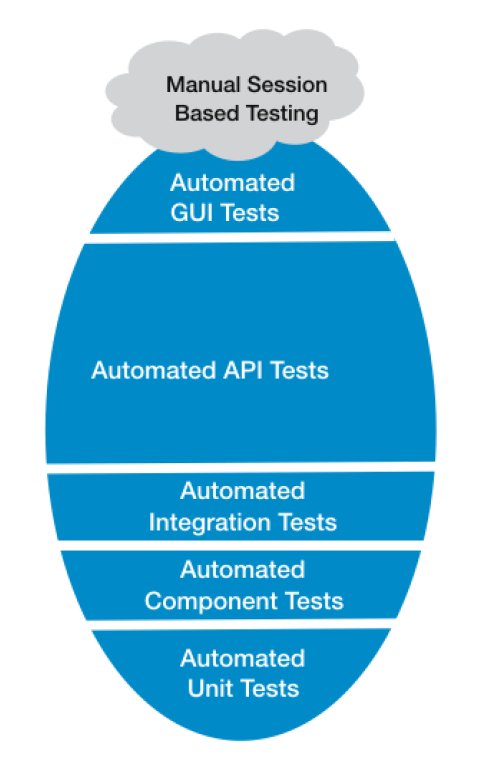 Manual Session
Based Testing
Automated
GUI Tests
Automated API Tests
Automated
Integration Tests
Automated
Component Tests
Automated
Unit Tests